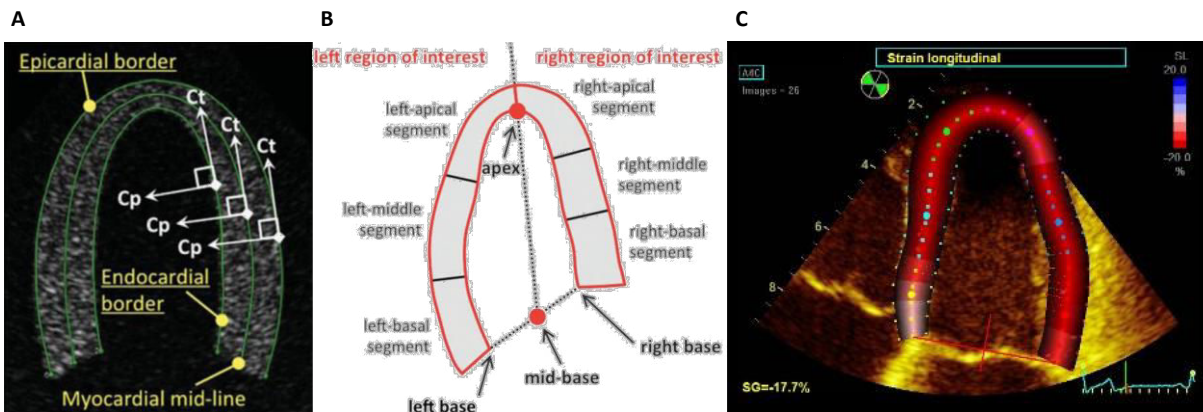 A
B
C
Epicardial border
Ct
Ct
Ct
Cp
Cp
Cp
Endocardial
border
Myocardial mid-line
left region of interest
right region of interest
left-apical
segment
right-apical
segment
apex
left-middle
segment
right-middle
segment
right-basal
segment
left-basal
segment
left base
mid-base
right base
Strain longitudinal
Images = 26
SL
20.0
-20.0
%
2
4
6
8
SG=-17.7%